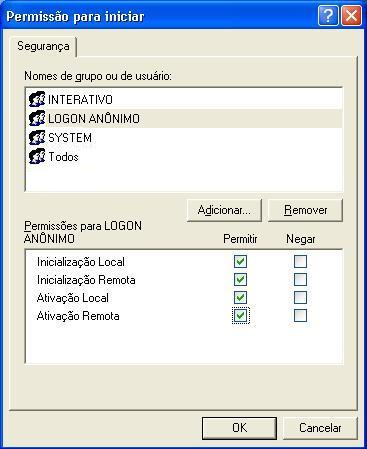 Permissão para iniciar
Segurança
Nomes de grupo ou de usuário:
INTERATIVO
LOGON ANÔNIMO
SYSTEM
Todos
Adicionar... Remover
Permissões para LOGON
ANÔNIMO Permitir Negar
Inicialização Local
Inicialização Remota
Ativação Local
Ativação Remota
OK Cancelar